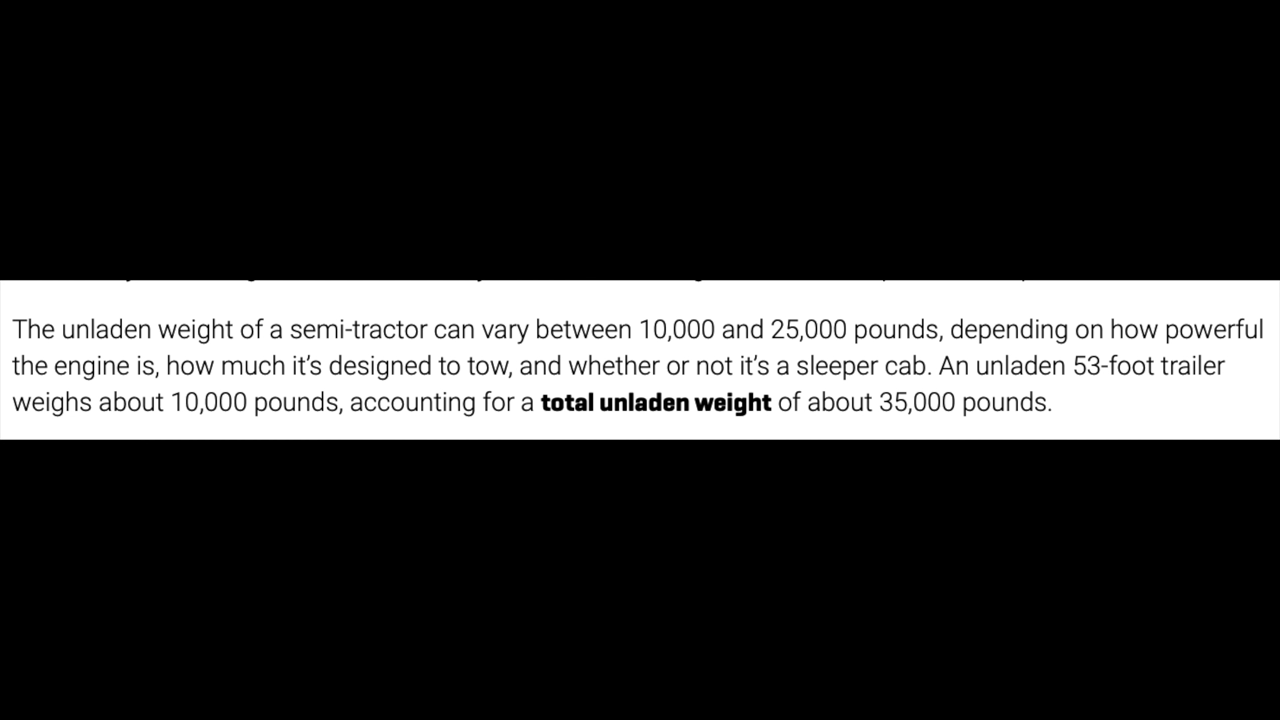 The unladen weight of a semi-tractor can vary between 10,000 and 25,000 pounds, depending on how powerful
the engine is, how much it’s designed to tow, and whether or not it’s a sleeper cab. An unladen 53-foot trailer
weighs about 10,000 pounds, accounting for a total unladen weight of about 35,000 pounds.